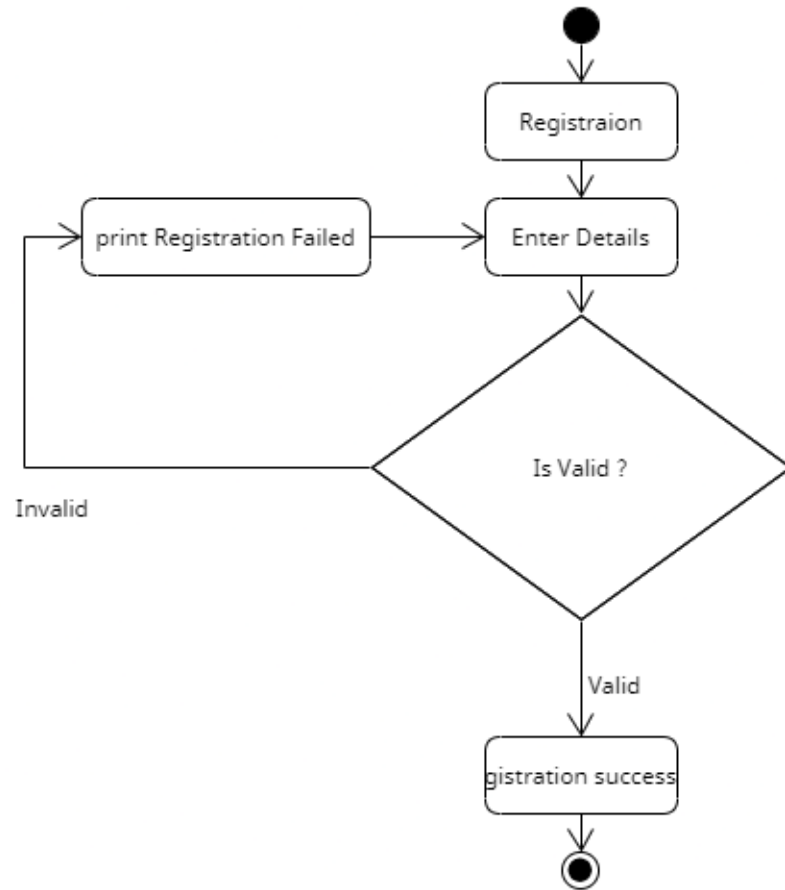 Registraion
print Registration Failed
Enter Details
Is Valid ?
Invalid
Valid
gistration success